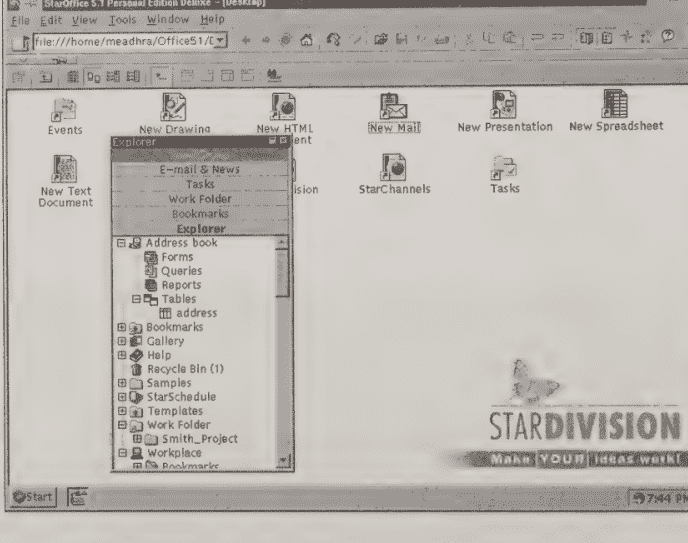 StarOffice 5.1 Personal Edition Deluxe - [Desktop]
File Edit View Tools Window Help
file:///home/meadhra/Office51/
Events
New Drawing
New HTML
ent
New Mail
New Presentation
New Spreadsheet
New Text
Document
ision
StarChannels
Tasks
Explorer
E-mail & News
Tasks
Work Folder
Bookmarks
Explorer
Address book
Forms
Queries
Reports
Tables
address
Bookmarks
Gallery
Help
Recycle Bin (1)
Samples
StarSchedule
Templates
Work Folder
Smith_Project
Workplace
Bookmarks
STARDIVISION
Make YOUR ideas work!
Start
7:44 PM